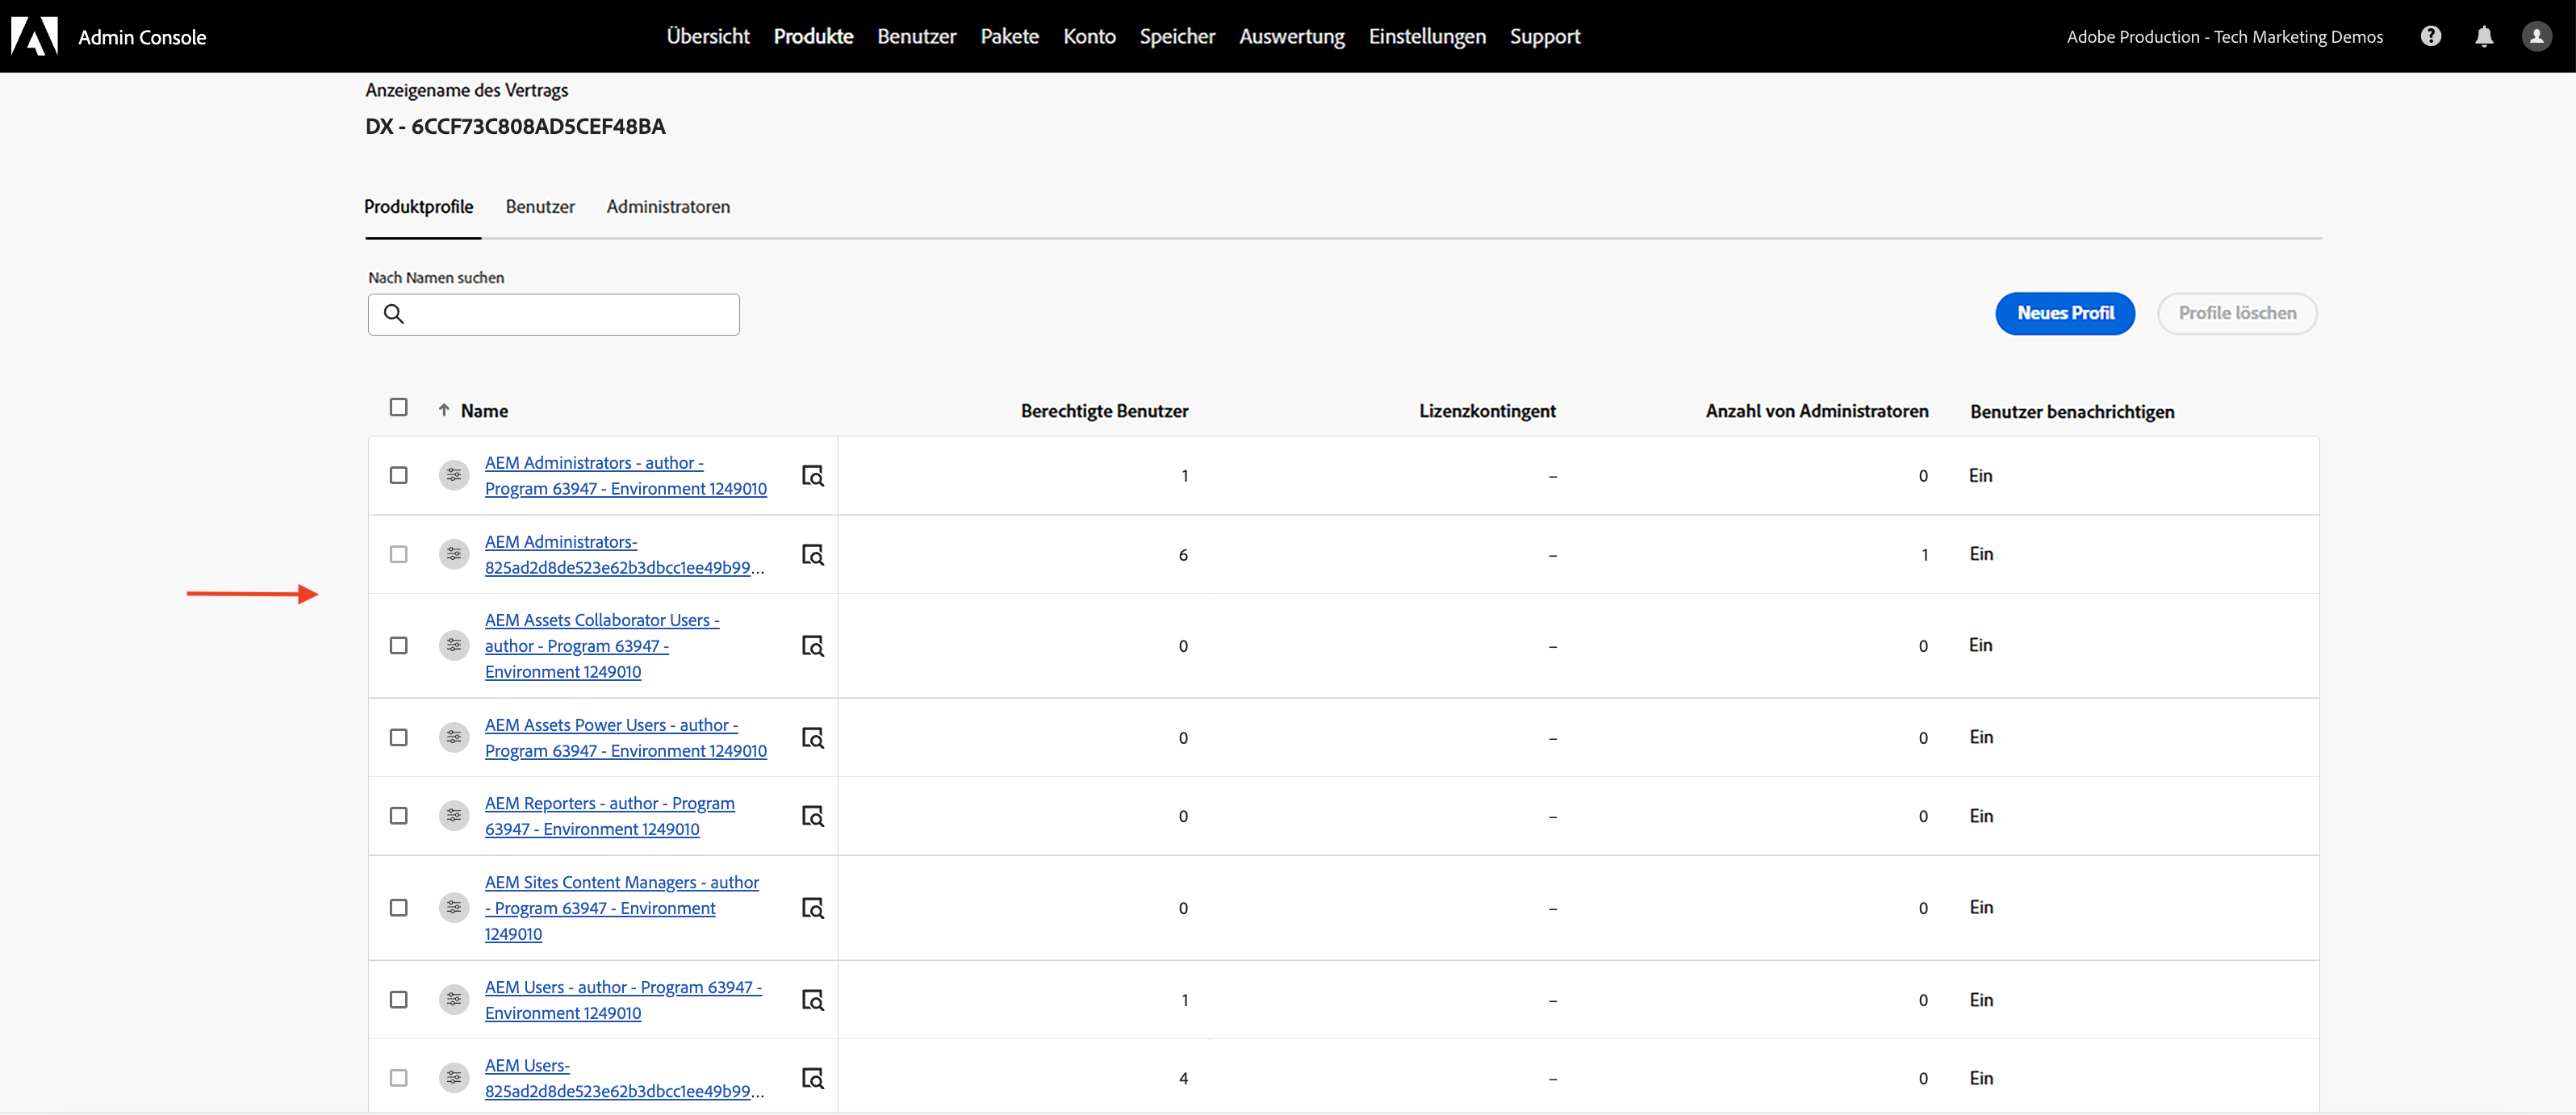 Admin Console
Übersicht Produkte Benutzer Pakete Konto Speicher Auswertung Einstellungen Support
Adobe Production - Tech Marketing Demos
Anzeigename des Vertrags
DX - 6CCF73C808AD5CEF48BA
Produktprofile Benutzer Administratoren
Nach Namen suchen
Neues Profil Profile löschen
Name Berechtigte Benutzer Lizenzkontingent Anzahl von Administratoren Benutzer benachrichtigen
AEM Administrators - author -
Program 63947 - Environment 1249010
1 – 0 Ein
AEM Administrators-
825ad2d8de523e62b3dbcc1ee49b99...
6 – 1 Ein
AEM Assets Collaborator Users -
author - Program 63947 -
Environment 1249010
0 – 0 Ein
AEM Assets Power Users - author -
Program 63947 - Environment 1249010
0 – 0 Ein
AEM Reporters - author - Program
63947 - Environment 1249010
0 – 0 Ein
AEM Sites Content Managers - author
- Program 63947 - Environment
1249010
0 – 0 Ein
AEM Users - author - Program 63947 -
Environment 1249010
1 – 0 Ein
AEM Users-
825ad2d8de523e62b3dbcc1ee49b99...
4 – 0 Ein